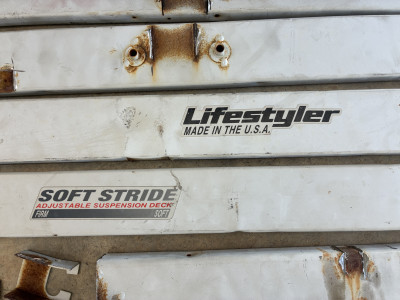 Lifestyler
MADE IN THE U.S.A.
SOFT STRIDE
ADJUSTABLE SUSPENSION DECK
FIRM SOFT